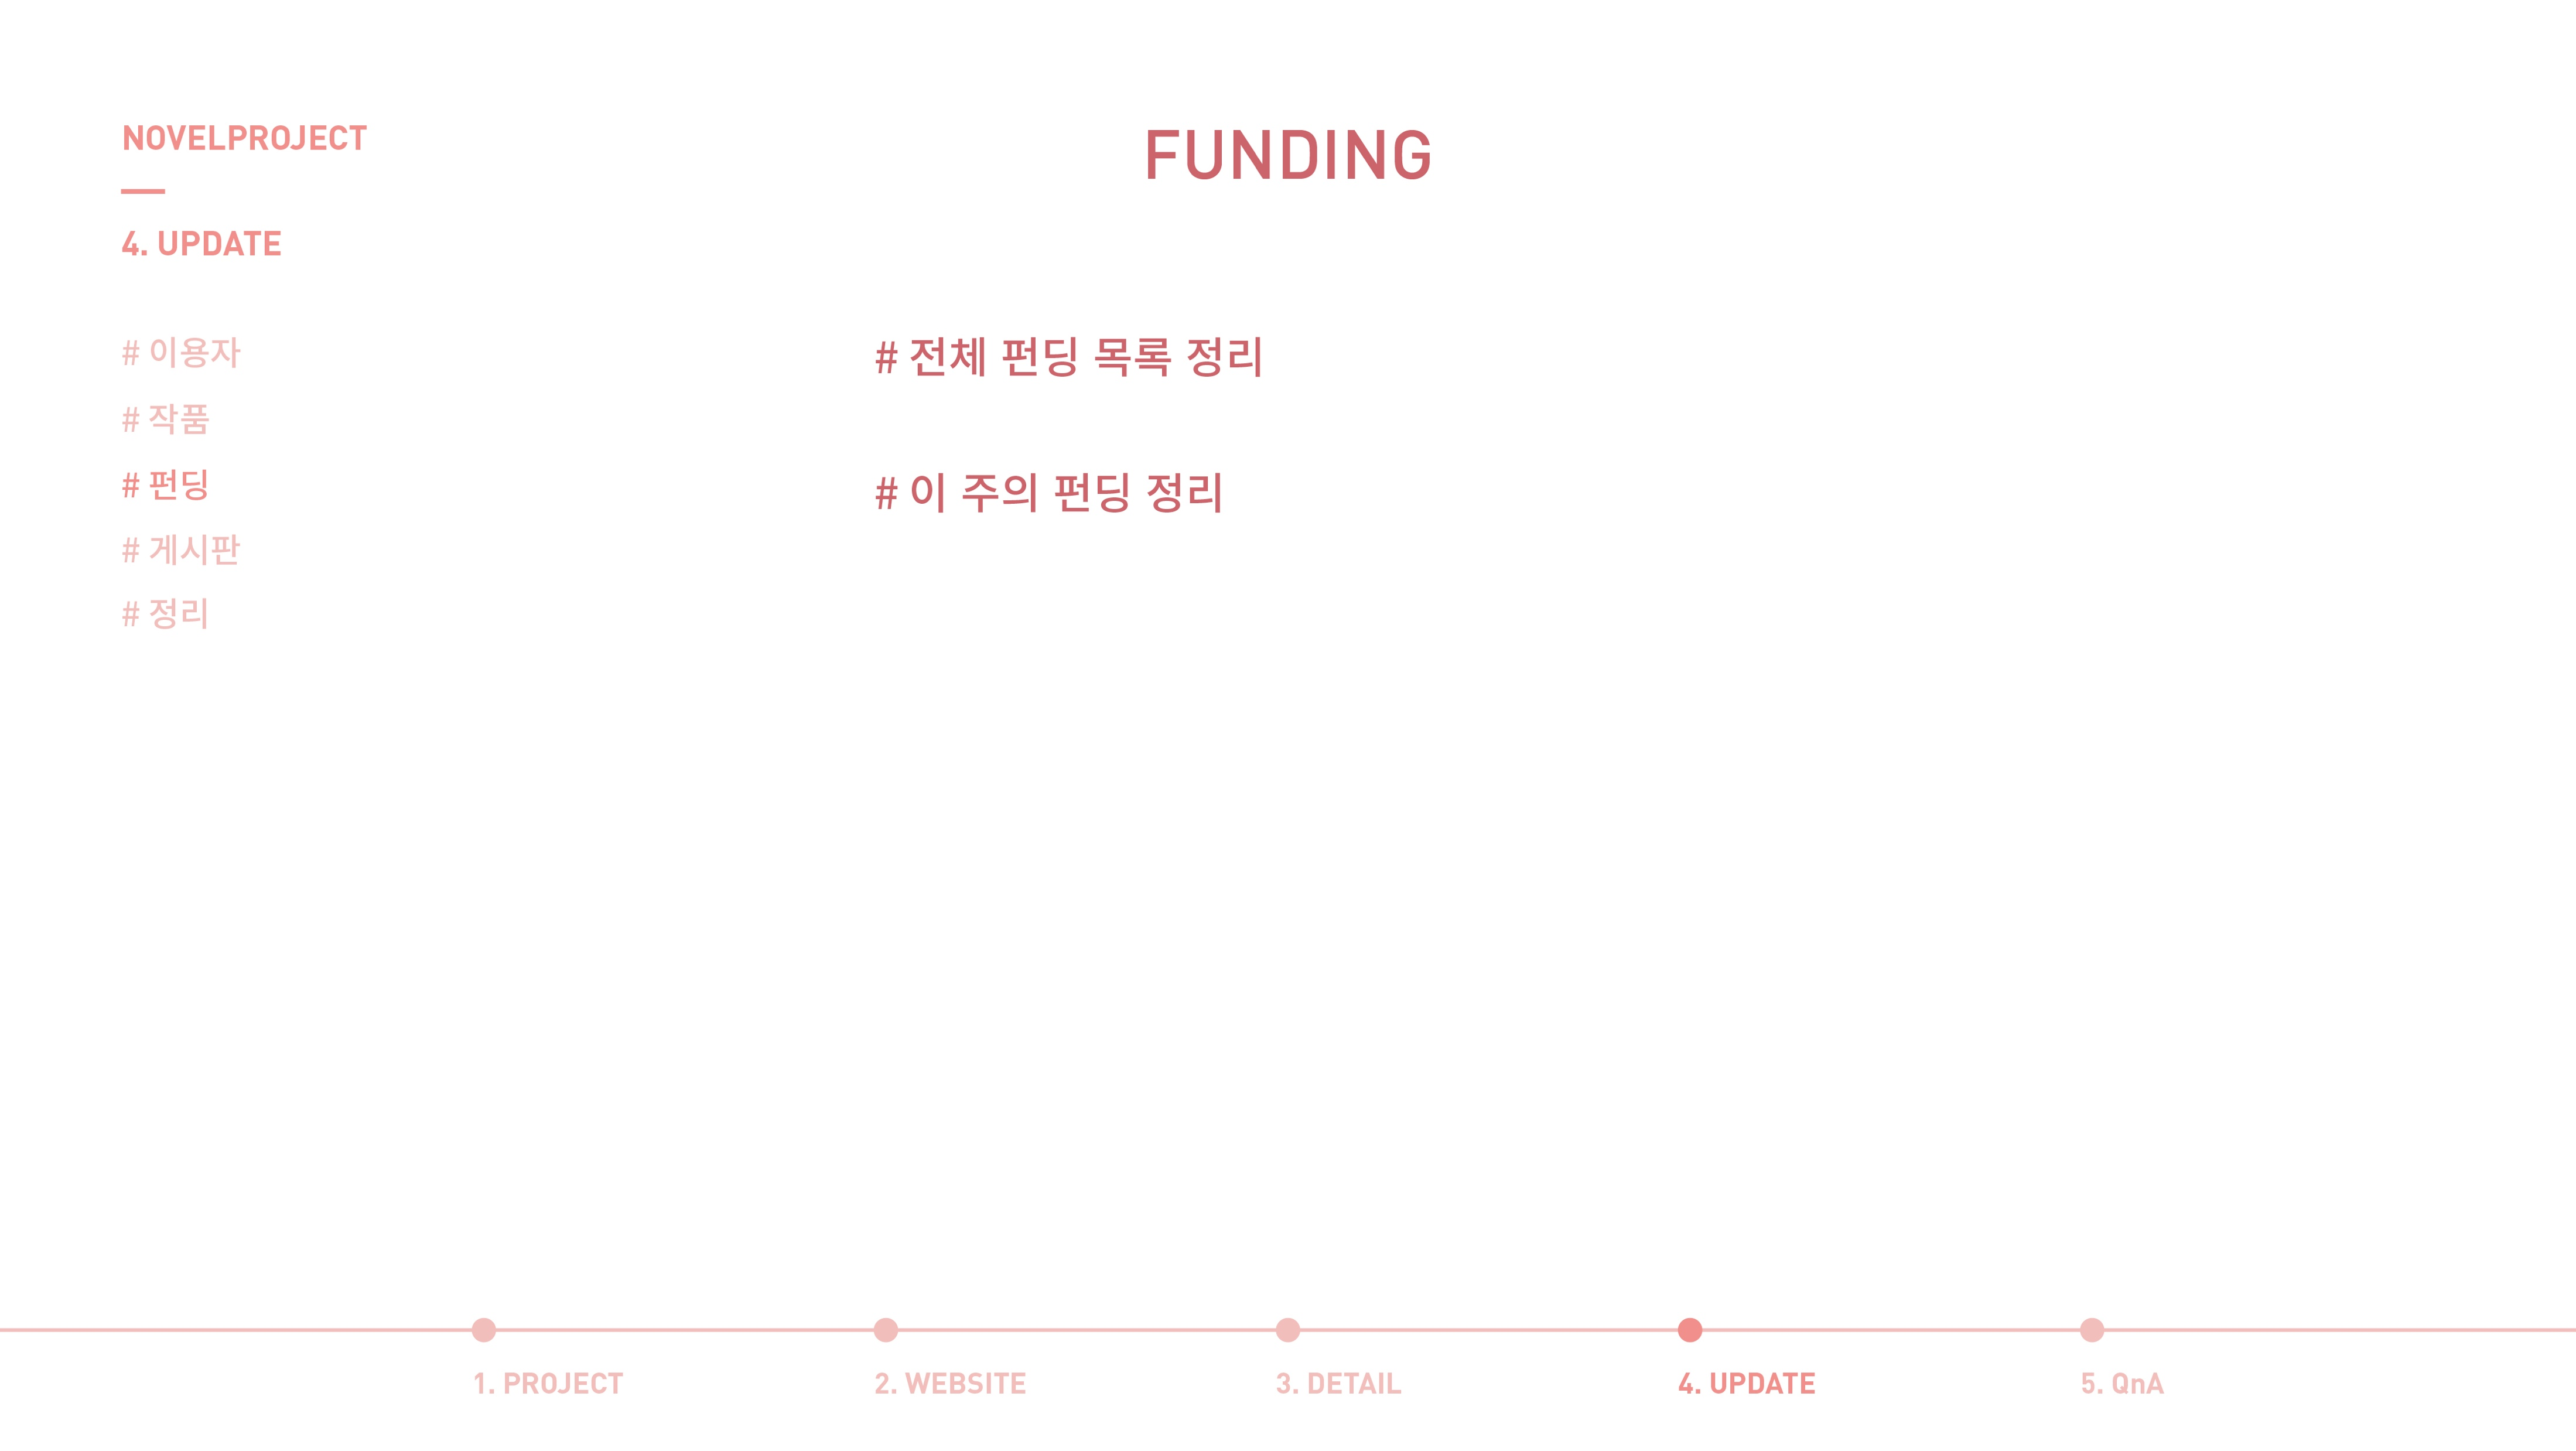 NOVELPROJECT
4. UPDATE
# 이용자
# 작품
# 펀딩
# 게시판
# 정리
FUNDING
# 전체 펀딩 목록 정리
# 이 주의 펀딩 정리
1. PROJECT
2. WEBSITE
3. DETAIL
4. UPDATE
5. QnA